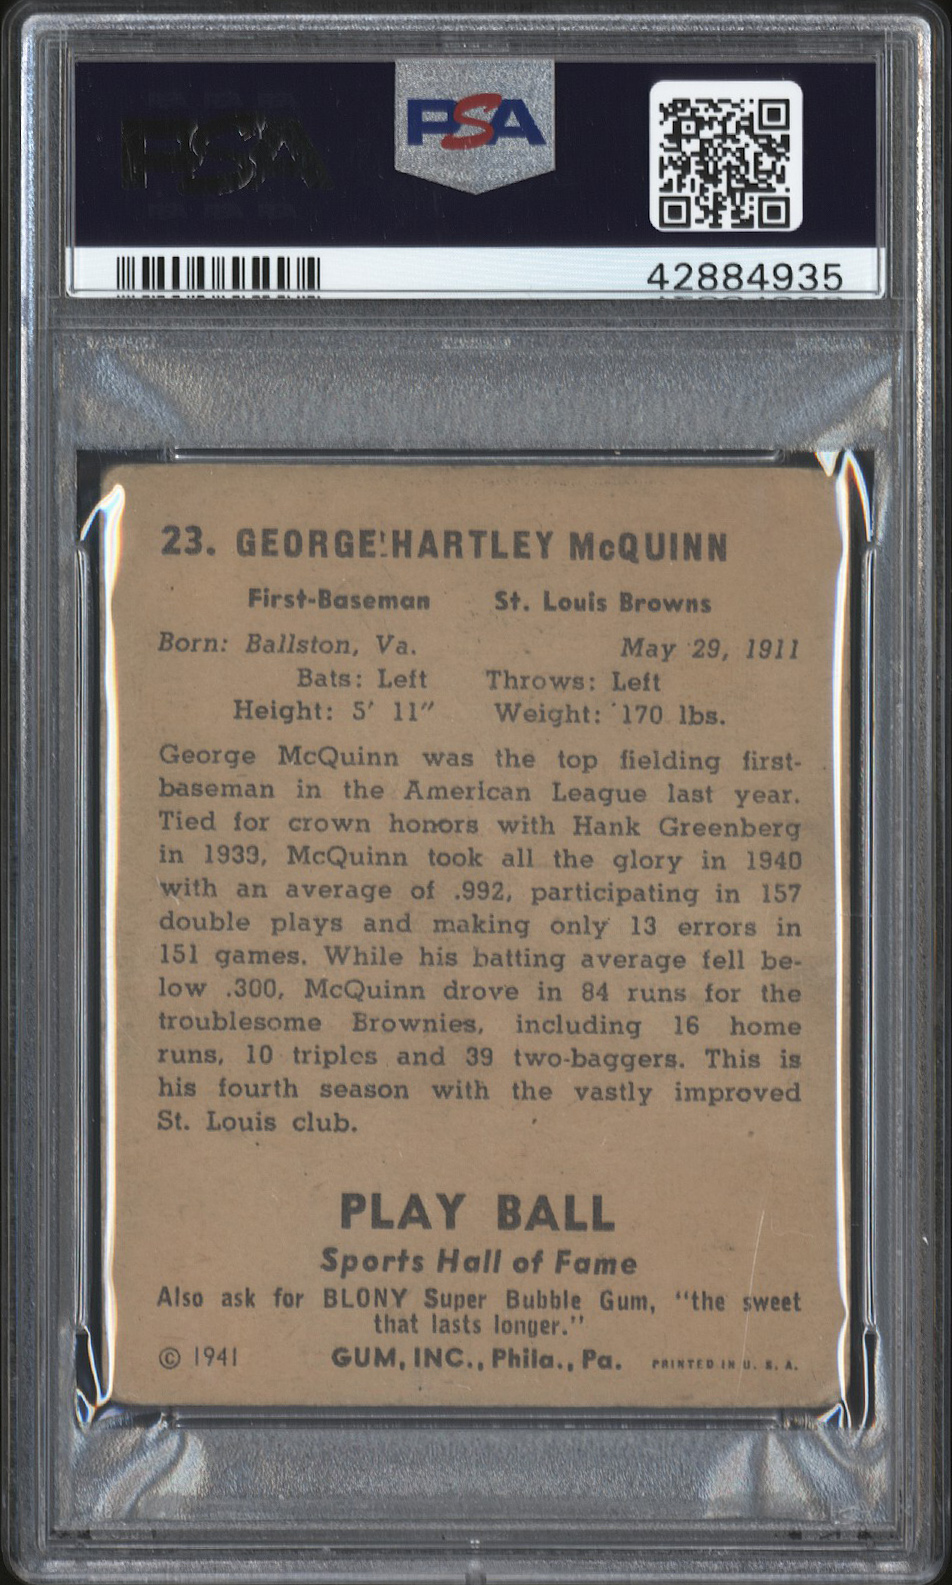 PSA
PSA
42884935
23. GEORGE HARTLEY McQUINN
First-Baseman St. Louis Browns
Born: Ballston, Va. May 29, 1911
Bats: Left Throws: Left
Height: 5' 11" Weight: 170 lbs.
George McQuinn was the top fielding first-
baseman in the American League last year.
Tied for crown honors with Hank Greenberg
in 1939, McQuinn took all the glory in 1940
with an average of .992, participating in 157
double plays and making only 13 errors in
151 games. While his batting average fell be-
low .300, McQuinn drove in 84 runs for the
troublesome Brownies, including 16 home
runs, 10 triples and 39 two-baggers. This is
his fourth season with the vastly improved
St. Louis club.
PLAY BALL
Sports Hall of Fame
Also ask for BLONY Super Bubble Gum, "the sweet
that lasts longer."
© 1941 GUM, INC., Phila., Pa. PRINTED IN U. S. A.